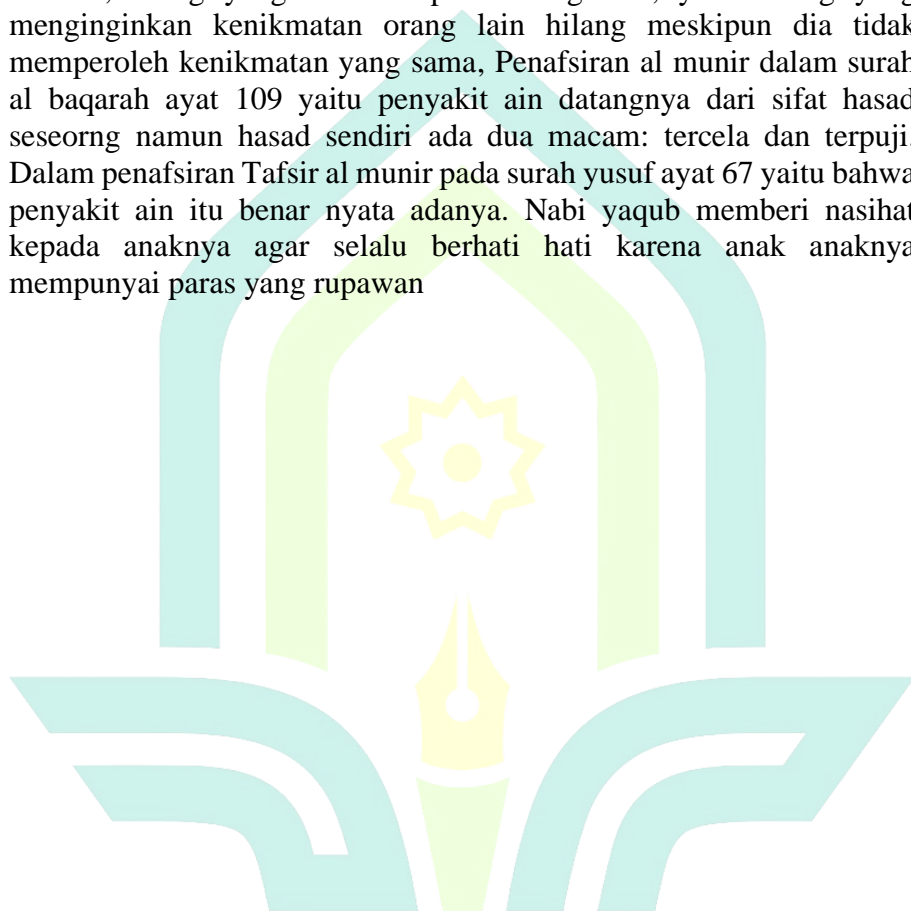 menginginkan kenikmatan orang lain hilang meskipun dia tidak
memperoleh kenikmatan yang sama, Penafsiran al munir dalam surah
al baqarah ayat 109 yaitu penyakit ain datangnya dari sifat hasad
seseorng namun hasad sendiri ada dua macam: tercela dan terpuji.
Dalam penafsiran Tafsir al munir pada surah yusuf ayat 67 yaitu bahwa
penyakit ain itu benar nyata adanya. Nabi yaqub memberi nasihat
kepada anaknya agar selalu berhati hati karena anak anaknya
mempunyai paras yang rupawan